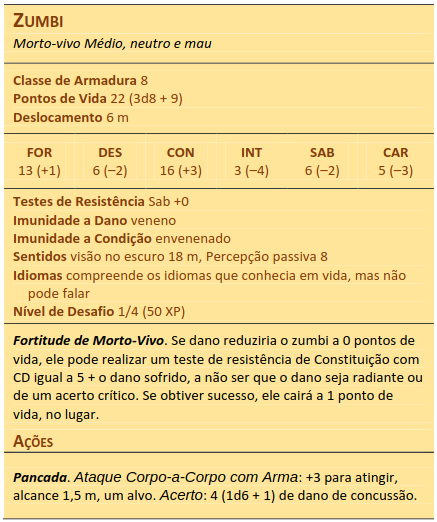 ZUMBI
Morto-vivo Médio, neutro e mau
Classe de Armadura 8
Pontos de Vida 22 (3d8 + 9)
Deslocamento 6 m
FOR DES CON INT SAB CAR
13 (+1) 6 (–2) 16 (+3) 3 (–4) 6 (–2) 5 (–3)
Testes de Resistência Sab +0
Imunidade a Dano veneno
Imunidade a Condição envenenado
Sentidos visão no escuro 18 m, Percepção passiva 8
Idiomas compreende os idiomas que conhecia em vida, mas não
pode falar
Nível de Desafio 1/4 (50 XP)
Fortitude de Morto-Vivo. Se dano reduziria o zumbi a 0 pontos de
vida, ele pode realizar um teste de resistência de Constituição com
CD igual a 5 + o dano sofrido, a não ser que o dano seja radiante ou
de um acerto crítico. Se obtiver sucesso, ele cairá a 1 ponto de
vida, no lugar.
AÇÕES
Pancada. Ataque Corpo-a-Corpo com Arma: +3 para atingir,
alcance 1,5 m, um alvo. Acerto: 4 (1d6 + 1) de dano de concussão.